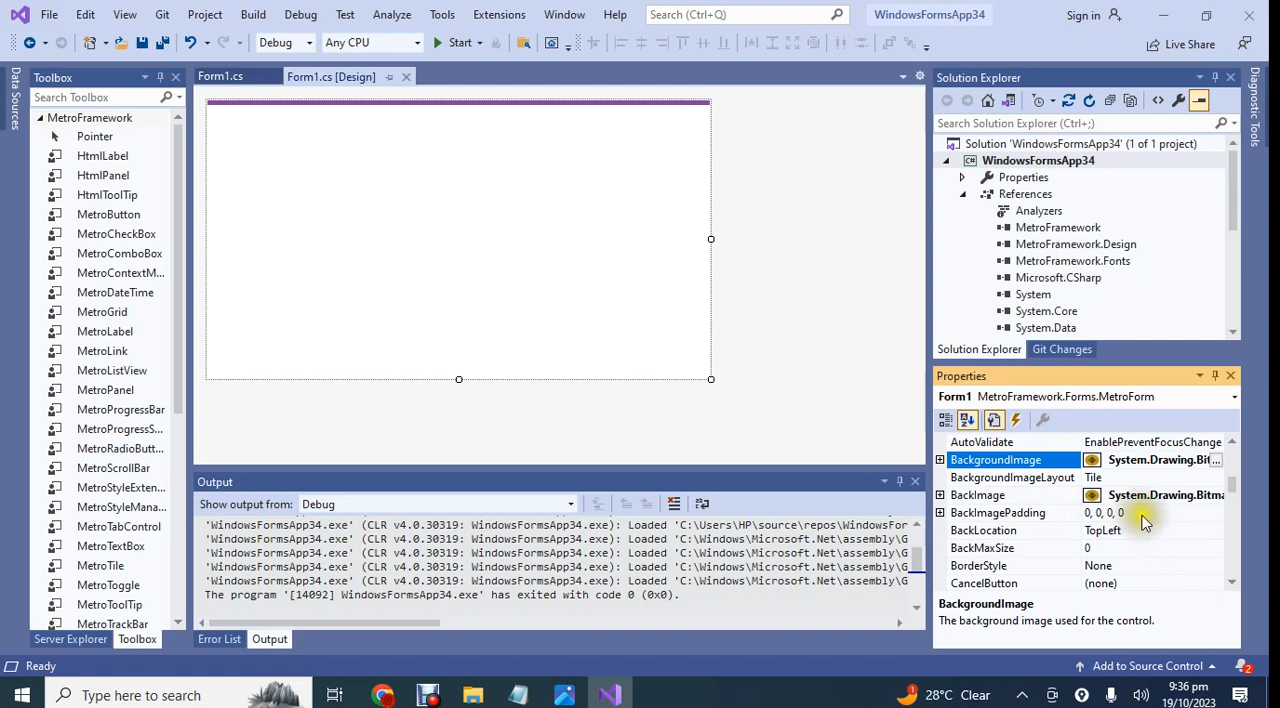 File Edit View Git Project Build Debug Test Analyze Tools Extensions Window Help Search (Ctrl+Q) WindowsFormsApp34 Sign in
Debug Any CPU Start Live Share
Data Sources
Toolbox
Search Toolbox
MetroFramework
Pointer
HtmlLabel
HtmlPanel
HtmlToolTip
MetroButton
MetroCheckBox
MetroComboBox
MetroContextM...
MetroDateTime
MetroGrid
MetroLabel
MetroLink
MetroListView
MetroPanel
MetroProgressBar
MetroProgressS...
MetroRadioButt...
MetroScrollBar
MetroStyleExten...
MetroStyleMana...
MetroTabControl
MetroTextBox
MetroTile
MetroToggle
MetroToolTip
MetroTrackBar
Server Explorer Toolbox
Form1.cs Form1.cs [Design]
Output
Show output from: Debug
'WindowsFormsApp34.exe' (CLR v4.0.30319: WindowsFormsApp34.exe): Loaded 'C:\Users\HP\source\repos\WindowsFor
'WindowsFormsApp34.exe' (CLR v4.0.30319: WindowsFormsApp34.exe): Loaded 'C:\Windows\Microsoft.Net\assembly\G
'WindowsFormsApp34.exe' (CLR v4.0.30319: WindowsFormsApp34.exe): Loaded 'C:\Windows\Microsoft.Net\assembly\G
'WindowsFormsApp34.exe' (CLR v4.0.30319: WindowsFormsApp34.exe): Loaded 'C:\Windows\Microsoft.Net\assembly\G
'WindowsFormsApp34.exe' (CLR v4.0.30319: WindowsFormsApp34.exe): Loaded 'C:\Windows\Microsoft.Net\assembly\G
The program '[14092] WindowsFormsApp34.exe' has exited with code 0 (0x0).
Error List Output
Solution Explorer
Search Solution Explorer (Ctrl+;)
Solution 'WindowsFormsApp34' (1 of 1 project)
WindowsFormsApp34
Properties
References
Analyzers
MetroFramework
MetroFramework.Design
MetroFramework.Fonts
Microsoft.CSharp
System
System.Core
System.Data
Solution Explorer Git Changes
Properties
Form1 MetroFramework.Forms.MetroForm
AutoValidate EnablePreventFocusChange
BackgroundImage System.Drawing.Bit ...
BackgroundImageLayout Tile
BackImage System.Drawing.Bitma
BackImagePadding 0, 0, 0, 0
BackLocation TopLeft
BackMaxSize 0
BorderStyle None
CancelButton (none)
BackgroundImage
The background image used for the control.
Diagnostic Tools
Ready Add to Source Control 2
Type here to search 1 28°C Clear 9:36 pm
19/10/2023